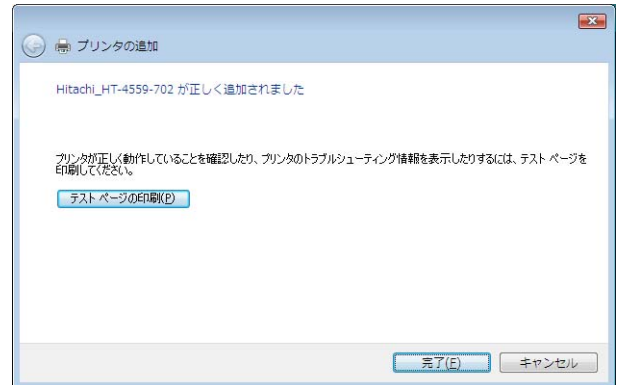 プリンタの追加
Hitachi_HT-4559-702 が正しく追加されました
プリンタが正しく動作していることを確認したり、プリンタのトラブルシューティング情報を表示したりするには、テスト ページを
印刷してください。
テスト ページの印刷(P)
完了(F) キャンセル